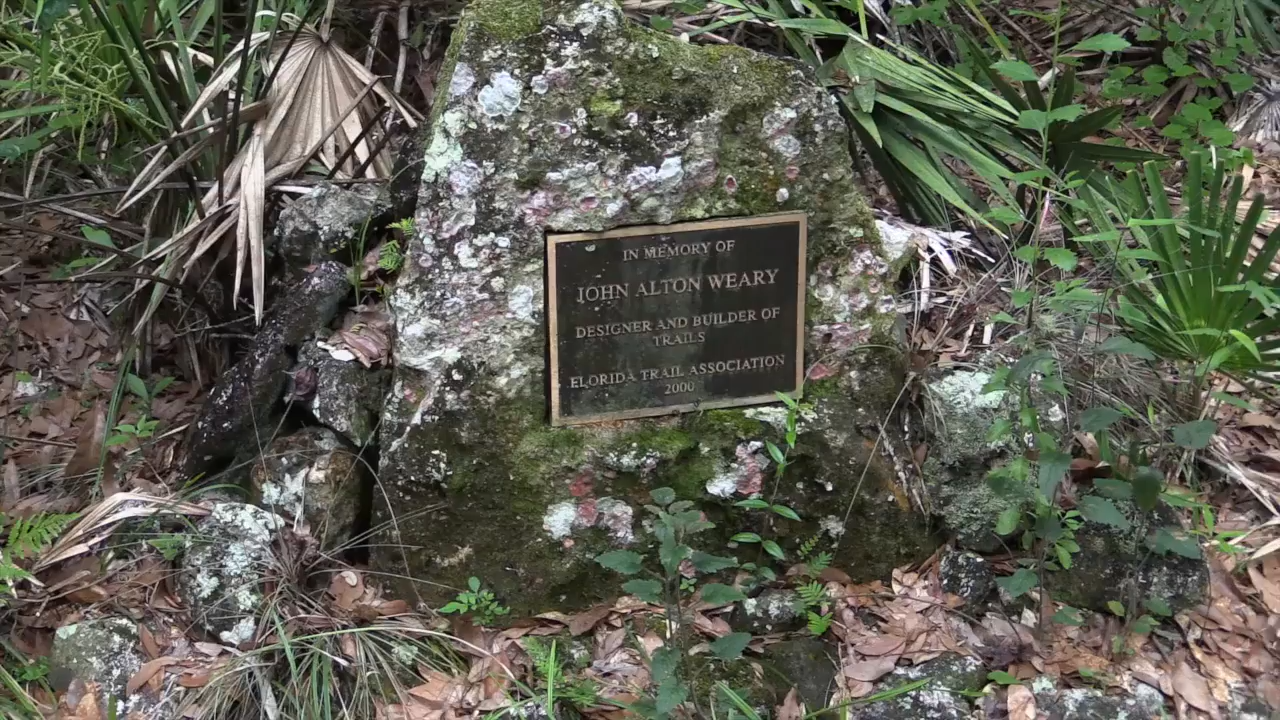 IN MEMORY OF
JOHN ALTON WEARY
DESIGNER AND BUILDER OF
TRAILS
FLORIDA TRAIL ASSOCIATION
2000